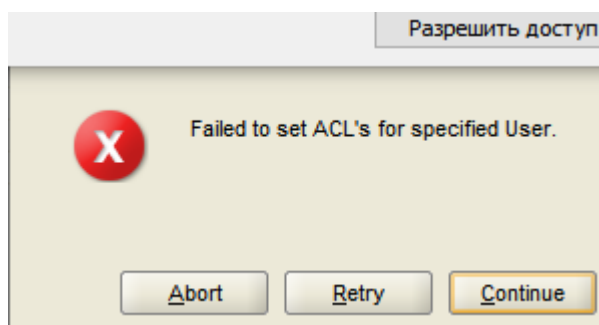 Разрешить доступ
Failed to set ACL's for specified User.
Abort
Retry
Continue